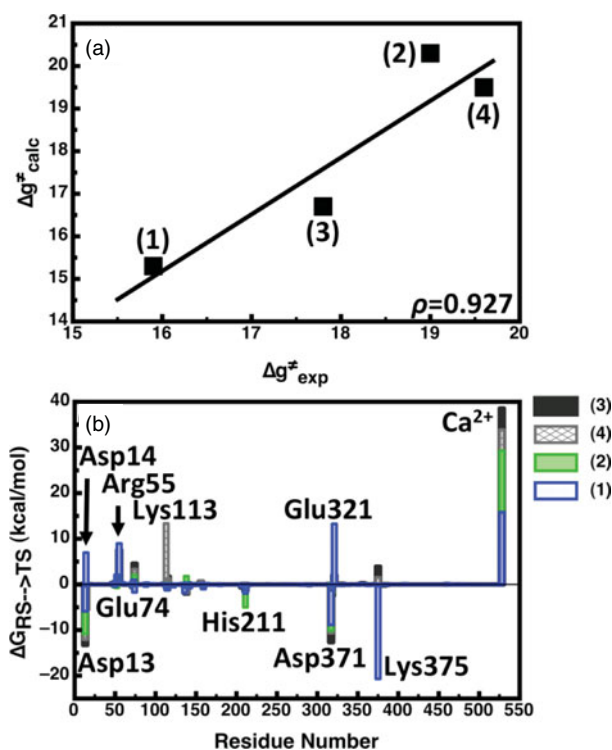 (a)
21
20
19
18
17
16
15
14
Δg≠calc
(1)
(2)
(3)
(4)
ρ=0.927
15 16 17 18 19 20
Δg≠exp
(b)
40
30
20
10
0
−10
−20
ΔGRS-->TS (kcal/mol)
Asp14
Arg55
Lys113
Glu321
Ca2+
Glu74
His211
Asp13
Asp371
Lys375
0 50 100 150 200 250 300 350 400 450 500 550
Residue Number
(3)
(4)
(2)
(1)